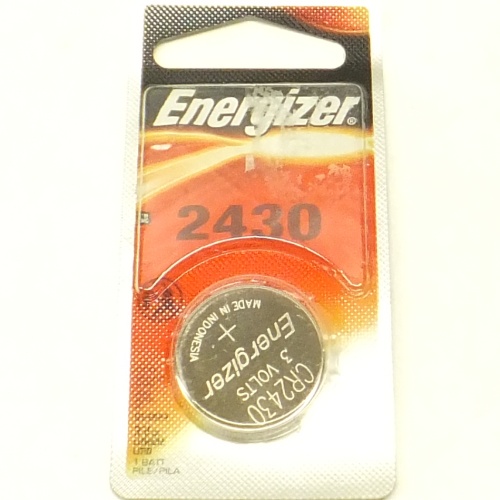 Energizer®
2430
MADE IN INDONESIA
+
Energizer
3 VOLTS
CR2430
1 BATT
PILE/PILA